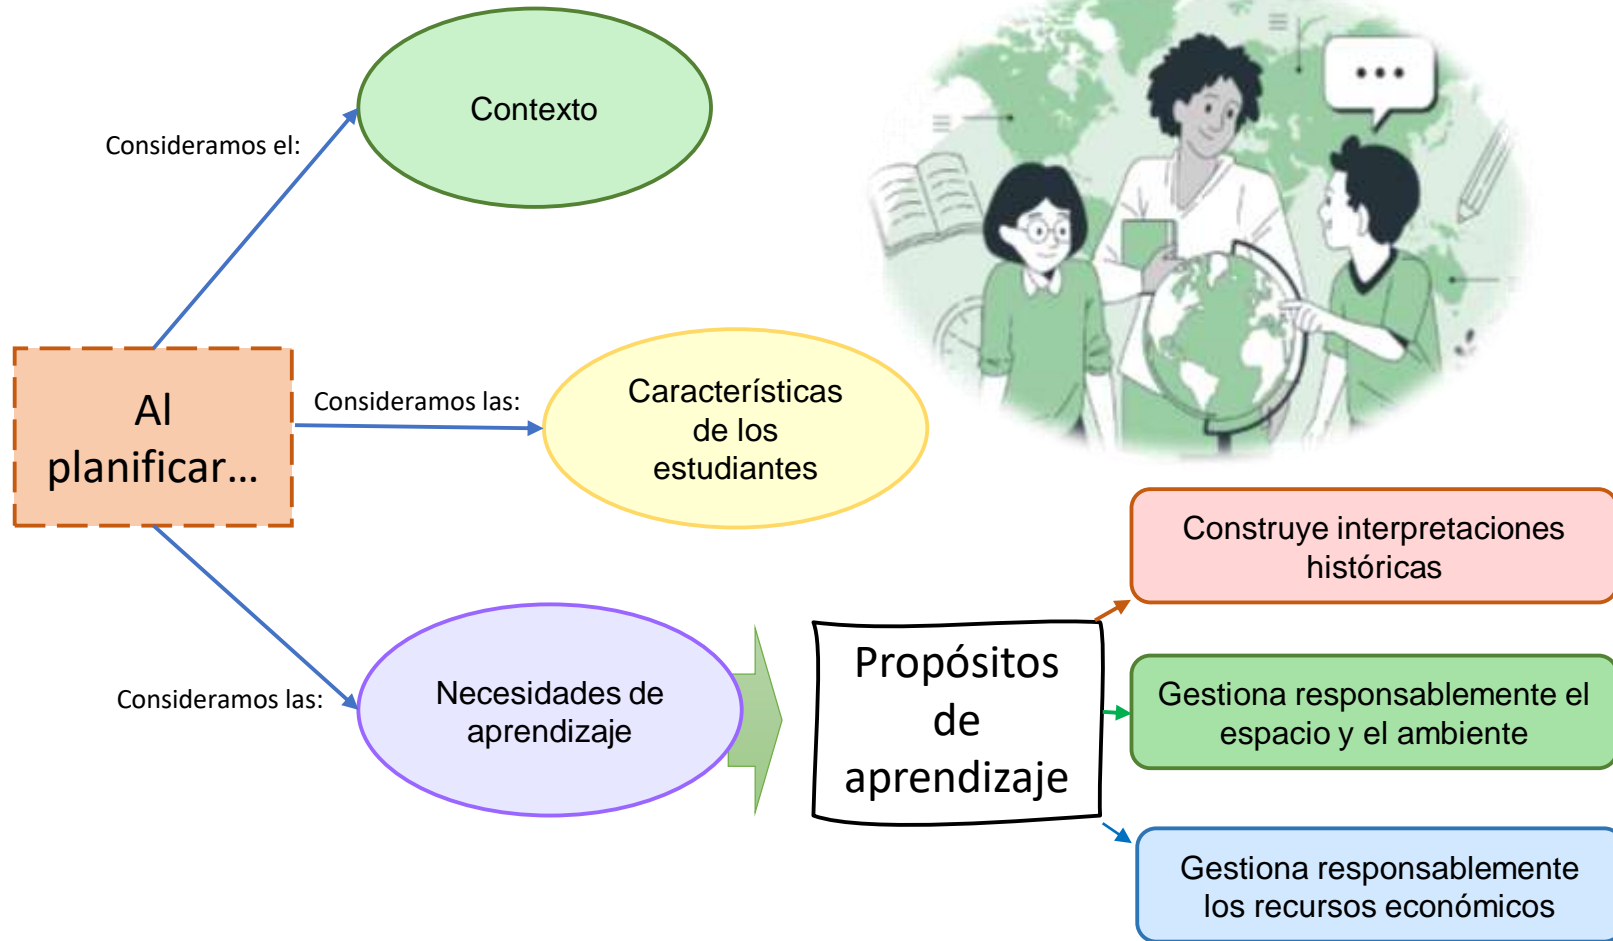 Contexto
Consideramos el:
Al
planificar...
Consideramos las:
Características
de los
estudiantes
Consideramos las:
Necesidades de
aprendizaje
Propósitos
de
aprendizaje
Construye interpretaciones
históricas
Gestiona responsablemente el
espacio y el ambiente
Gestiona responsablemente
los recursos económicos